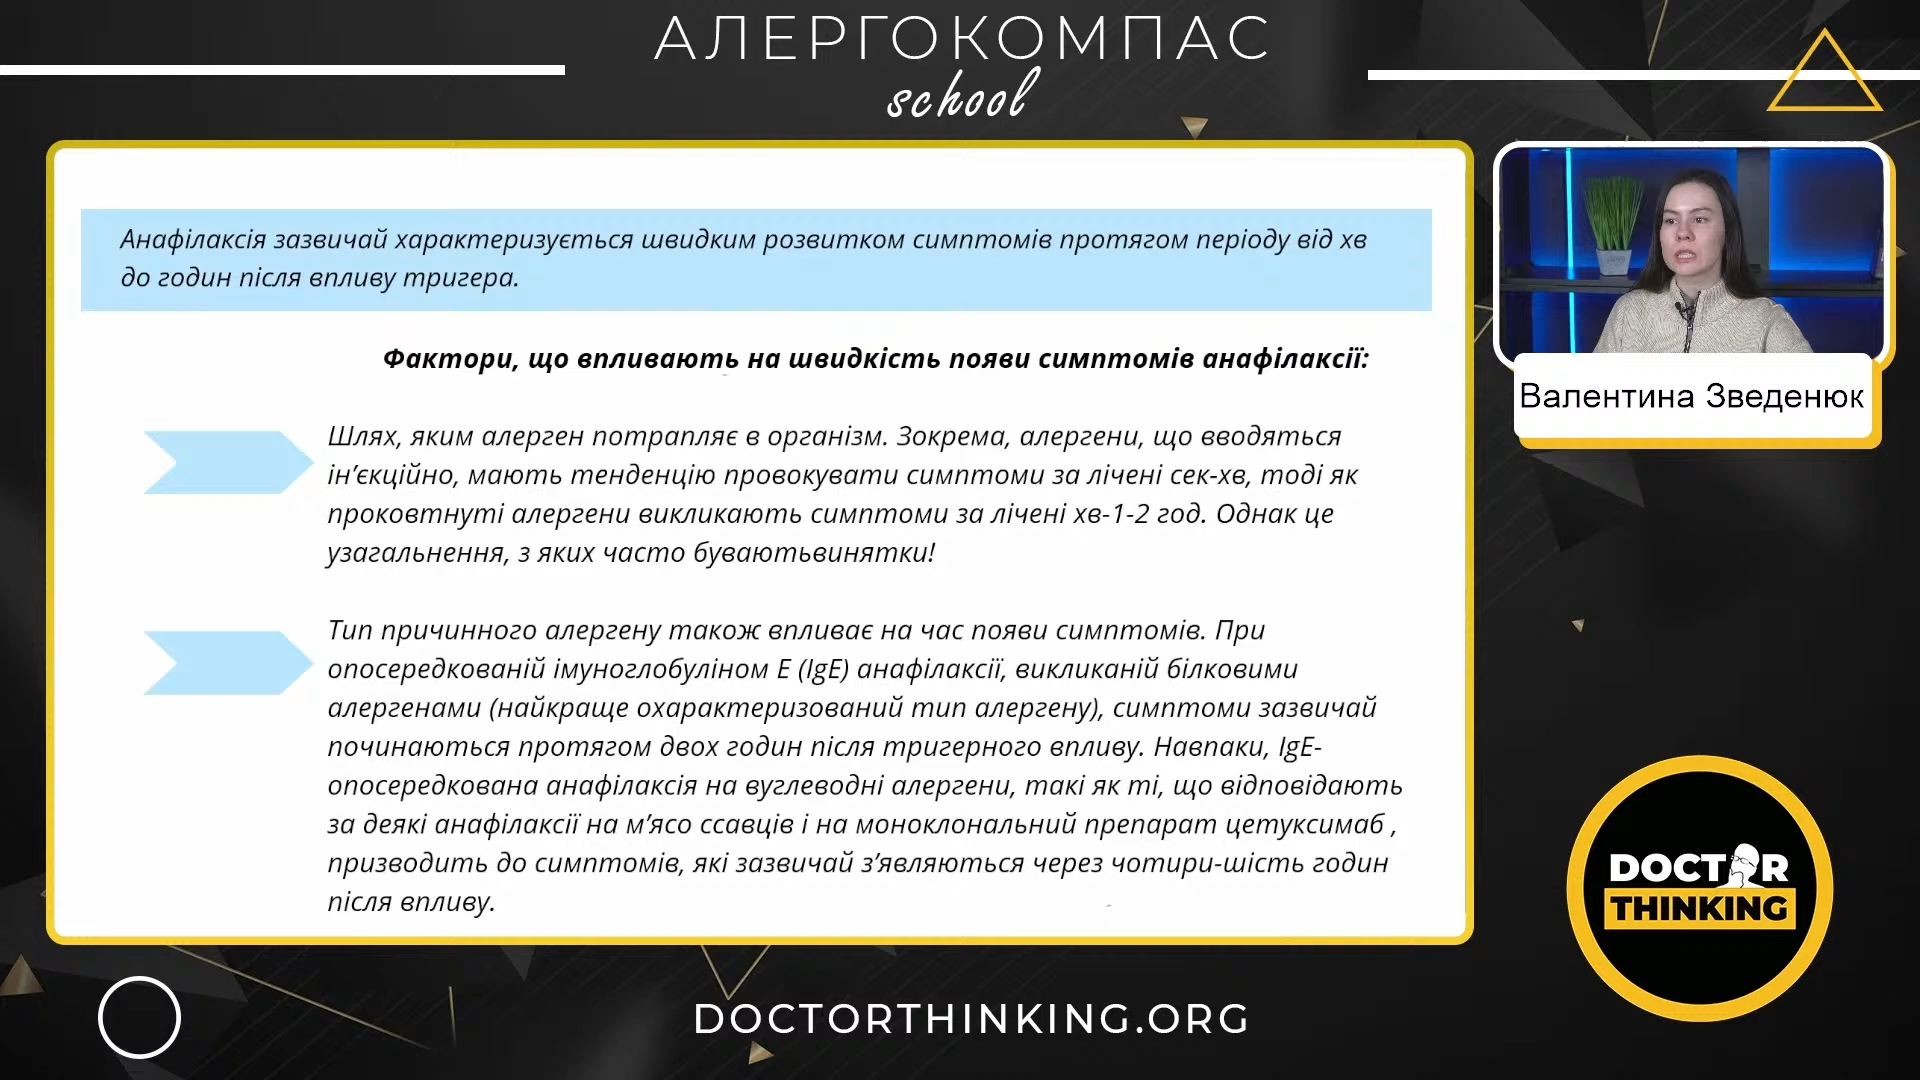 АЛЕРГОКОМПАС
school
Анафілаксія зазвичай характеризується швидким розвитком симптомів протягом періоду від хв
до годин після впливу тригера.
Фактори, що впливають на швидкість появи симптомів анафілаксії:
Шлях, яким алерген потрапляє в організм. Зокрема, алергени, що вводяться
ін’єкційно, мають тенденцію провокувати симптоми за лічені сек-хв, тоді як
проковтнуті алергени викликають симптоми за лічені хв-1-2 год. Однак це
узагальнення, з яких часто буваютьвинятки!
Тип причинного алергену також впливає на час появи симптомів. При
опосередкованій імуноглобуліном E (IgE) анафілаксії, викликаній білковими
алергенами (найкраще охарактеризований тип алергену), симптоми зазвичай
починаються протягом двох годин після тригерного впливу. Навпаки, IgE-
опосередкована анафілаксія на вуглеводні алергени, такі як ті, що відповідають
за деякі анафілаксії на м’ясо ссавців і на моноклональний препарат цетуксимаб ,
призводить до симптомів, які зазвичай з’являються через чотири-шість годин
після впливу.
Валентина Зведенюк
DOCTOR
THINKING
DOCTORTHINKING.ORG